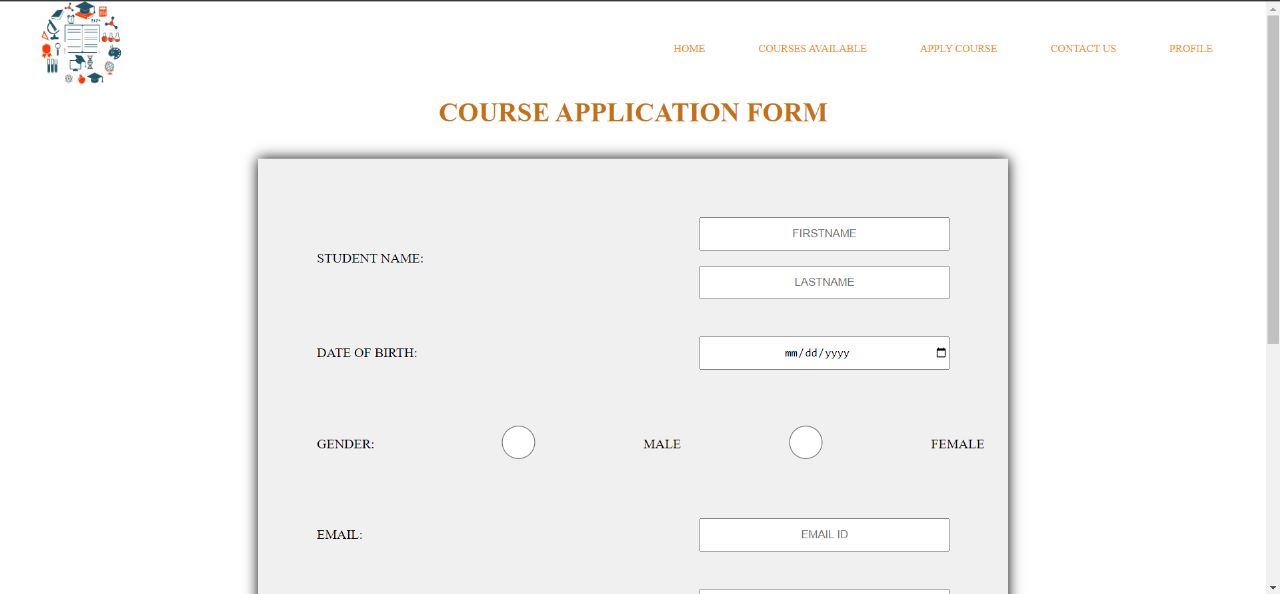 HOME COURSES AVAILABLE APPLY COURSE CONTACT US PROFILE
COURSE APPLICATION FORM
FIRSTNAME
STUDENT NAME:
LASTNAME
DATE OF BIRTH: mm/dd/yyyy
GENDER: MALE FEMALE
EMAIL: EMAIL ID